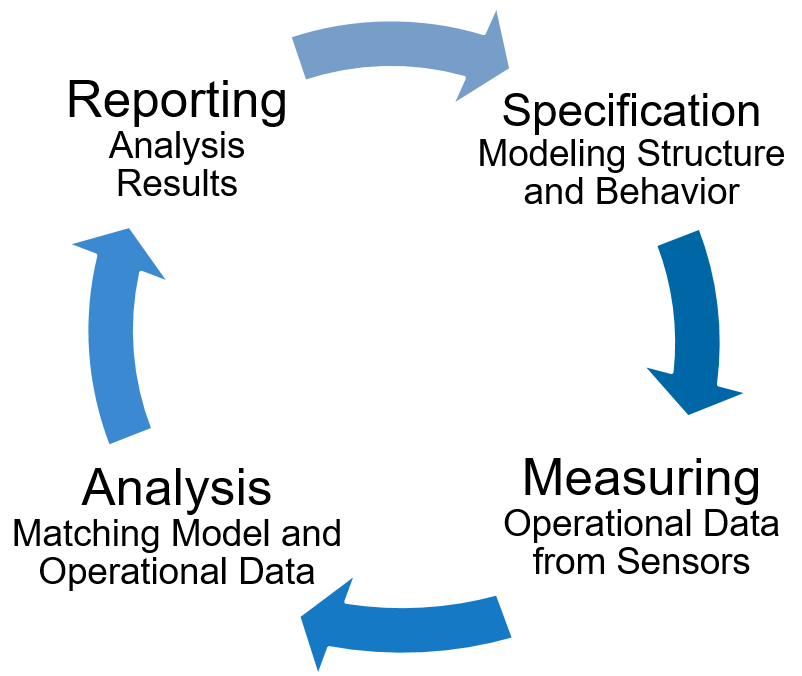 Reporting
Analysis
Results
Specification
Modeling Structure
and Behavior
Measuring
Operational Data
from Sensors
Analysis
Matching Model and
Operational Data